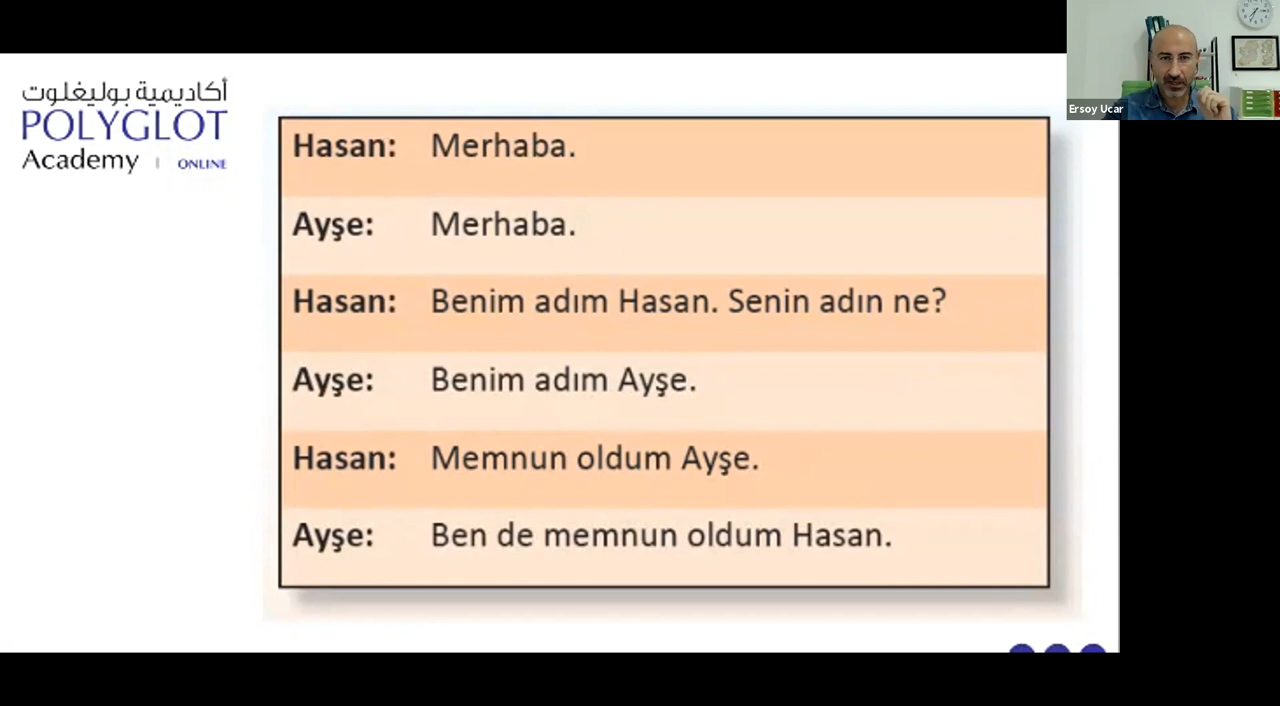 أكاديمية بوليغلوت
POLYGLOT
Academy | ONLINE
Ersoy Ucar
Hasan: Merhaba.
Ayşe: Merhaba.
Hasan: Benim adım Hasan. Senin adın ne?
Ayşe: Benim adım Ayşe.
Hasan: Memnun oldum Ayşe.
Ayşe: Ben de memnun oldum Hasan.